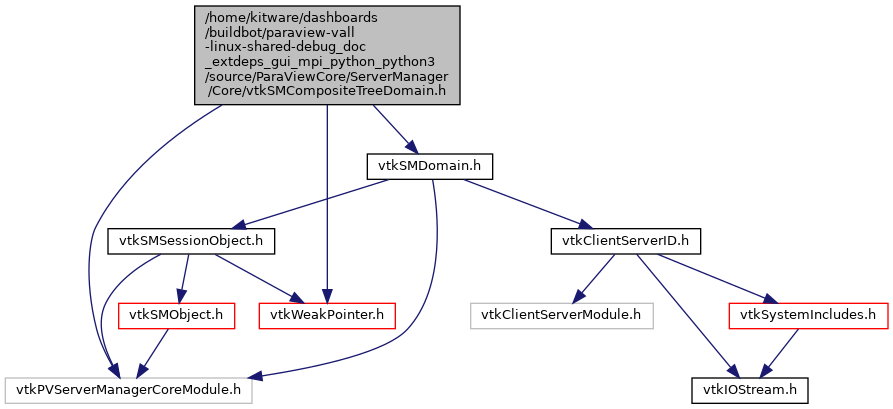 /home/kitware/dashboards
/buildbot/paraview-vall
-linux-shared-debug_doc
_extdeps_gui_mpi_python_python3
/source/ParaViewCore/ServerManager
/Core/vtkSMCompositeTreeDomain.h
vtkSMDomain.h
vtkSMSessionObject.h
vtkClientServerID.h
vtkSMObject.h
vtkWeakPointer.h
vtkClientServerModule.h
vtkSystemIncludes.h
vtkPVServerManagerCoreModule.h
vtkIOStream.h